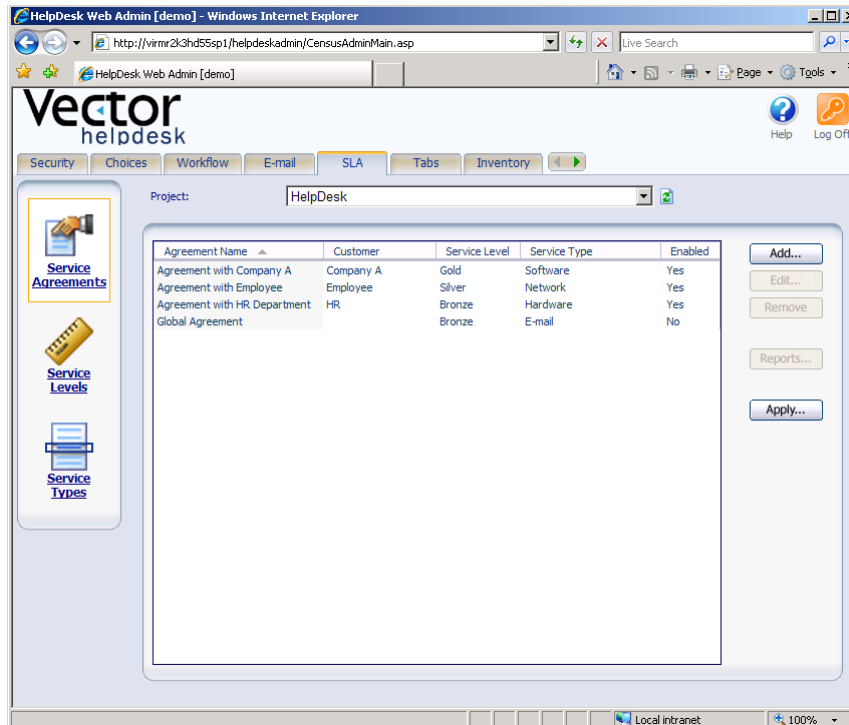 HelpDesk Web Admin [demo] - Windows Internet Explorer
http://virmr2k3hd55sp1/helpdeskadmin/CensusAdminMain.asp
Live Search
HelpDesk Web Admin [demo]
Page
Tools
Vector
helpdesk
Help
Log Off
Security
Choices
Workflow
E-mail
SLA
Tabs
Inventory
Project:
HelpDesk
Service
Agreements
Service
Levels
Service
Types
Agreement Name Customer Service Level Service Type Enabled
Agreement with Company A Company A Gold Software Yes
Agreement with Employee Employee Silver Network Yes
Agreement with HR Department HR Bronze Hardware Yes
Global Agreement Bronze E-mail No
Add...
Edit...
Remove
Reports...
Apply...
Local intranet
100%